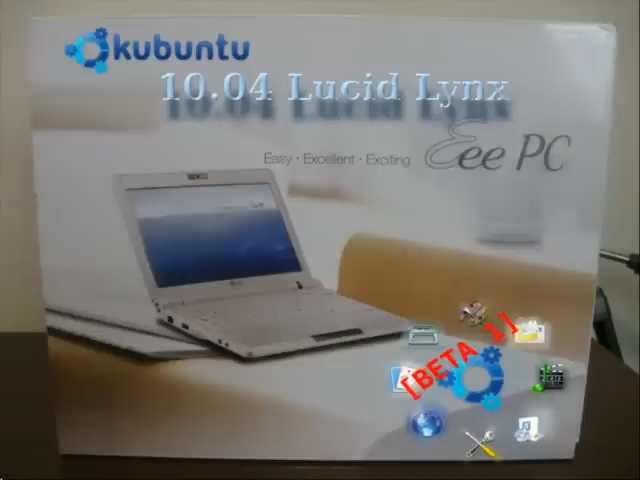 kubuntu
10.04 Lucid Lynx
Easy · Excellent · Exciting
Eee PC
[BETA 1]